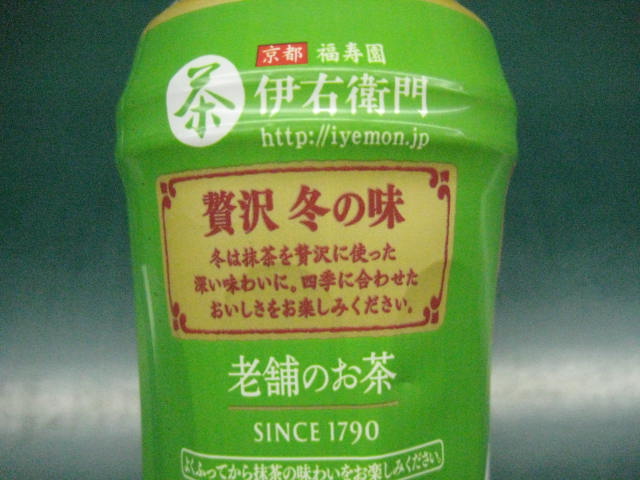 京都 福寿園
茶 伊右衛門
http://iyemon.jp
贅沢 冬の味
冬は抹茶を贅沢に使った
深い味わいに。四季に合わせた
おいしさをお楽しみください。
老舗のお茶
SINCE 1790
よくふってから抹茶の味わいをお楽しみください。